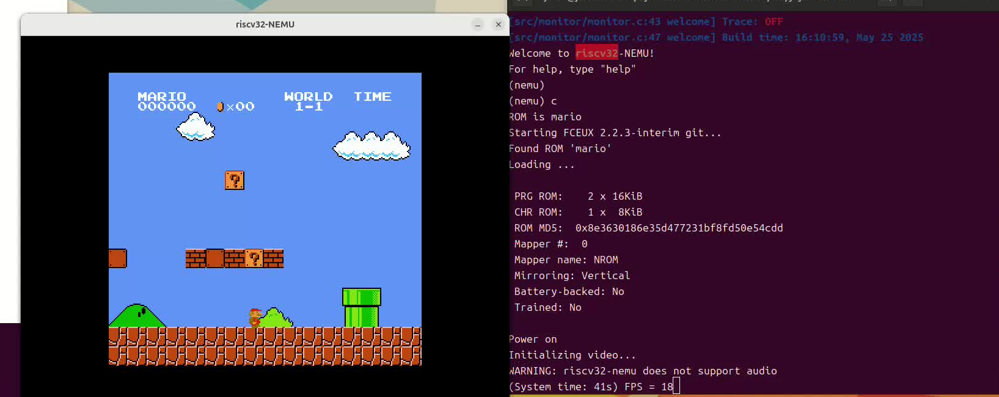 riscv32-NEMU
MARIO WORLD TIME
000000 ×00 1-1
?
?
[src/monitor/monitor.c:43 welcome] Trace: OFF
[src/monitor/monitor.c:47 welcome] Build time: 16:10:59, May 25 2025
Welcome to riscv32-NEMU!
For help, type "help"
(nemu)
(nemu) c
ROM is mario
Starting FCEUX 2.2.3-interim git...
Found ROM 'mario'
Loading ...
PRG ROM: 2 x 16KiB
CHR ROM: 1 x 8KiB
ROM MD5: 0x8e3630186e35d477231bf8fd50e54cdd
Mapper #: 0
Mapper name: NROM
Mirroring: Vertical
Battery-backed: No
Trained: No
Power on
Initializing video...
WARNING: riscv32-nemu does not support audio
(System time: 41s) FPS = 18